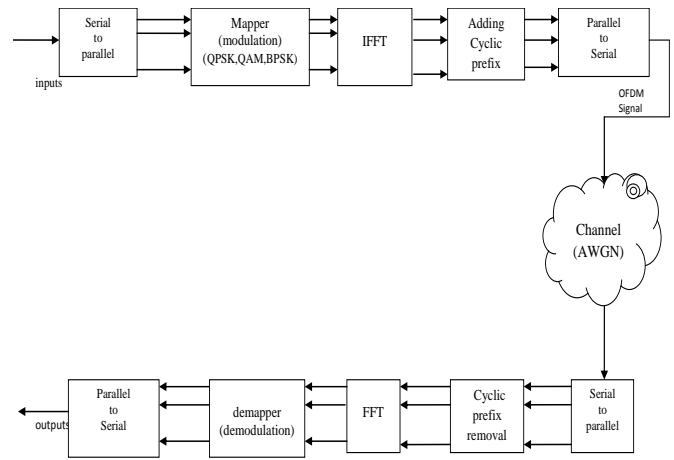 Serial
to
parallel
Mapper
(modulation)
(QPSK,QAM,BPSK)
IFFT
Adding
Cyclic
prefix
Parallel
to
Serial
inputs
OFDM
Signal
Channel
(AWGN)
Parallel
to
Serial
demapper
(demodulation)
FFT
Cyclic
prefix
removal
Serial
to
parallel
outputs